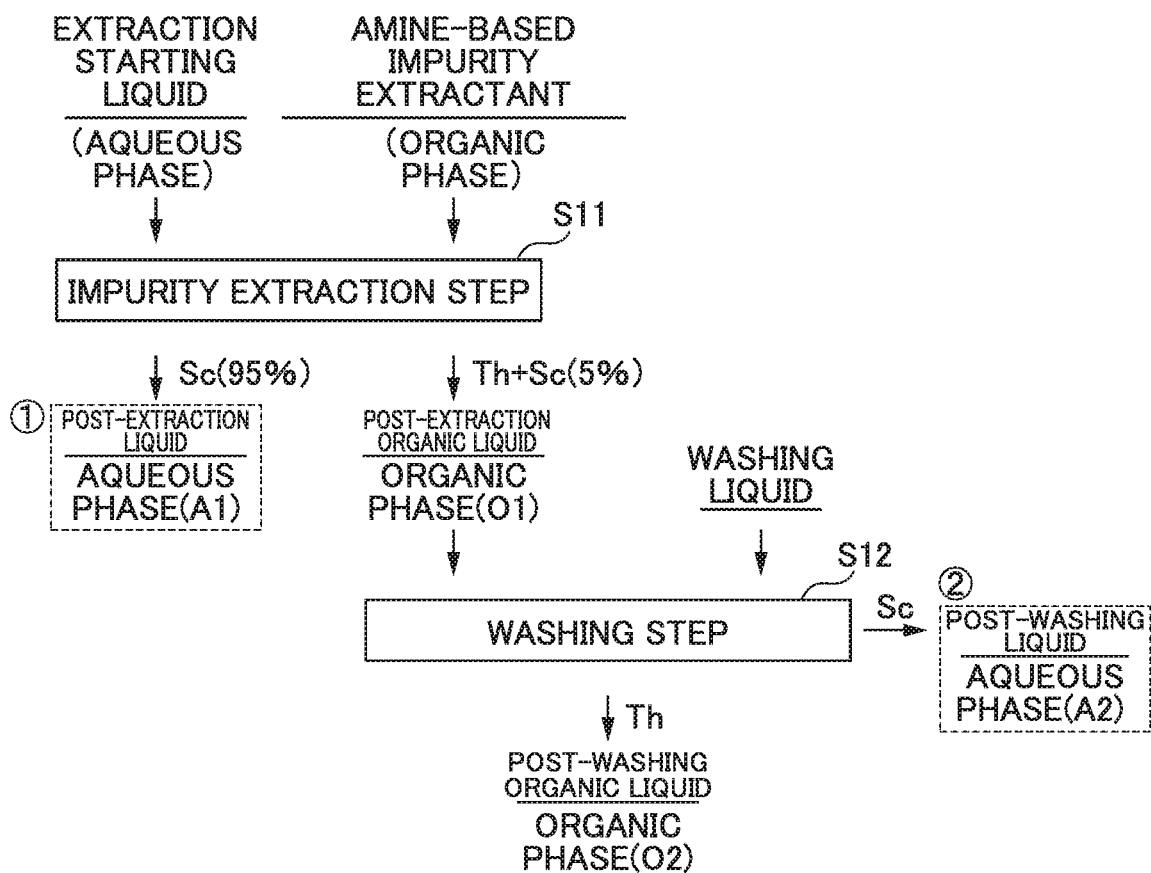 EXTRACTION
STARTING
LIQUID
(AQUEOUS
PHASE)
AMINE-BASED
IMPURITY
EXTRACTANT
(ORGANIC
PHASE)
S11
IMPURITY EXTRACTION STEP
Sc(95%)
Th+Sc(5%)
①
POST-EXTRACTION
LIQUID
AQUEOUS
PHASE(A1)
POST-EXTRACTION
ORGANIC LIQUID
ORGANIC
PHASE(O1)
WASHING
LIQUID
S12
WASHING STEP
Sc
②
POST-WASHING
LIQUID
AQUEOUS
PHASE(A2)
Th
POST-WASHING
ORGANIC LIQUID
ORGANIC
PHASE(O2)